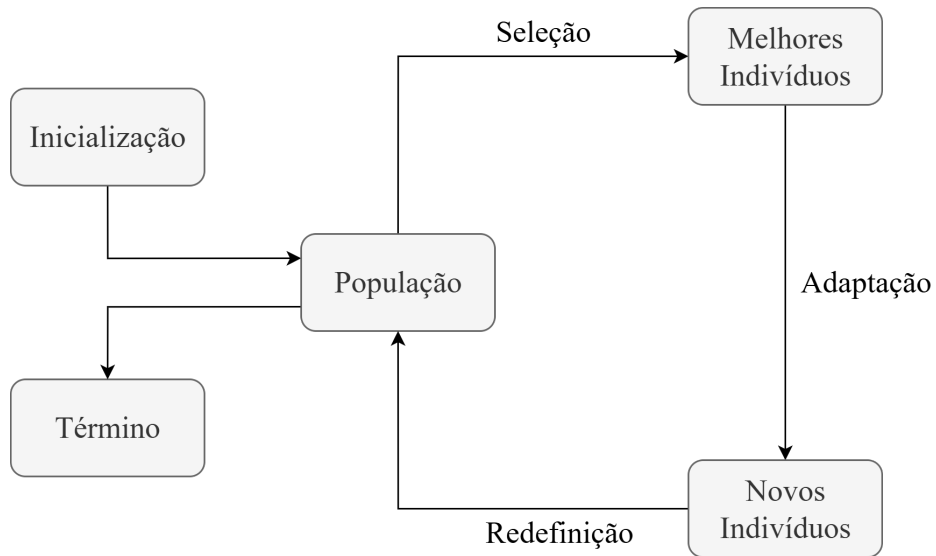 Seleção
Melhores
Indivíduos
Inicialização
População
Adaptação
Término
Novos
Indivíduos
Redefinição